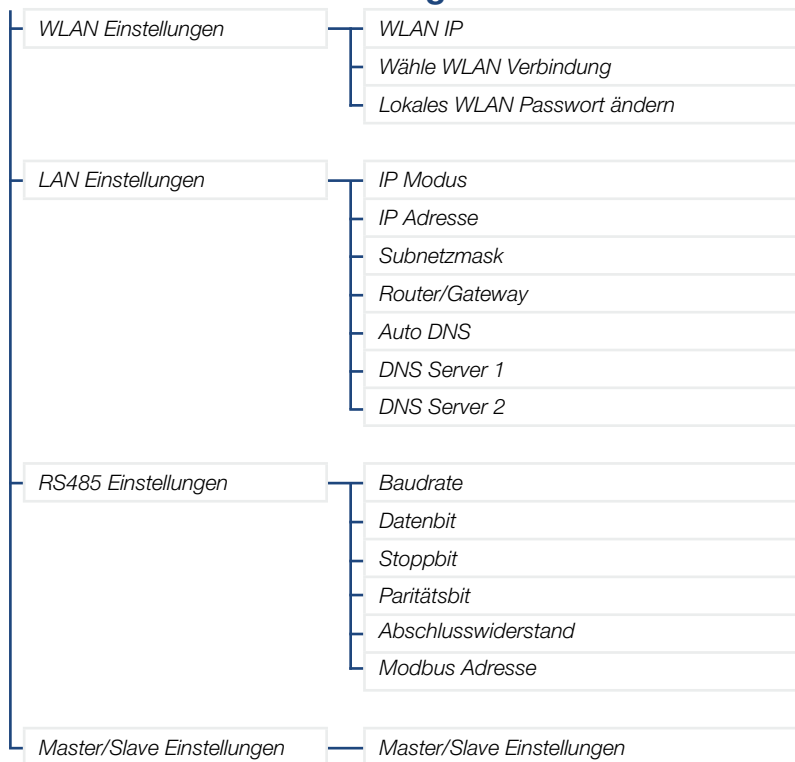 WLAN Einstellungen
WLAN IP
Wähle WLAN Verbindung
Lokales WLAN Passwort ändern
LAN Einstellungen
IP Modus
IP Adresse
Subnetzmask
Router/Gateway
Auto DNS
DNS Server 1
DNS Server 2
RS485 Einstellungen
Baudrate
Datenbit
Stoppbit
Paritätsbit
Abschlusswiderstand
Modbus Adresse
Master/Slave Einstellungen
Master/Slave Einstellungen